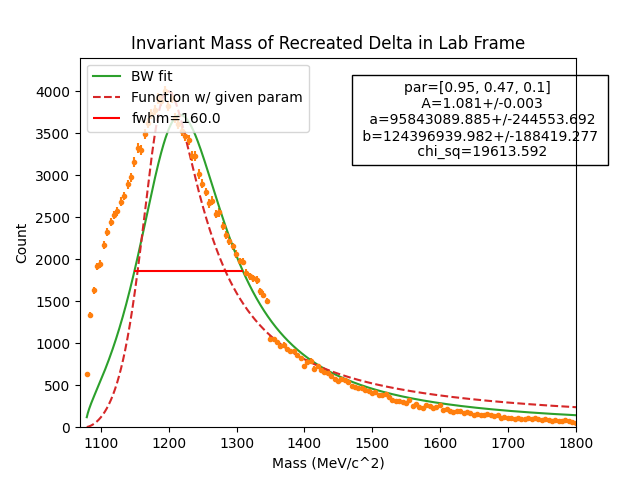 Invariant Mass of Recreated Delta in Lab Frame
BW fit
Function w/ given param
fwhm=160.0
par=[0.95, 0.47, 0.1]
A=1.081+/-0.003
a=95843089.885+/-244553.692
b=124396939.982+/-188419.277
chi_sq=19613.592
Count
4000
3500
3000
2500
2000
1500
1000
500
0
1100 1200 1300 1400 1500 1600 1700 1800
Mass (MeV/c^2)